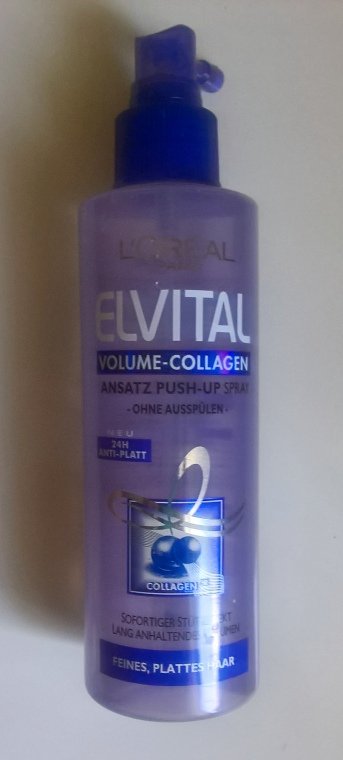 L'ORÉAL
PARIS
ELVITAL
VOLUME-COLLAGEN
ANSATZ PUSH-UP SPRAY
- OHNE AUSSPÜLEN -
NEU
24H
ANTI-PLATT
COLLAGEN
SOFORTIGER
LANG ANHALTENDES
FEINES, PLATTES HAAR